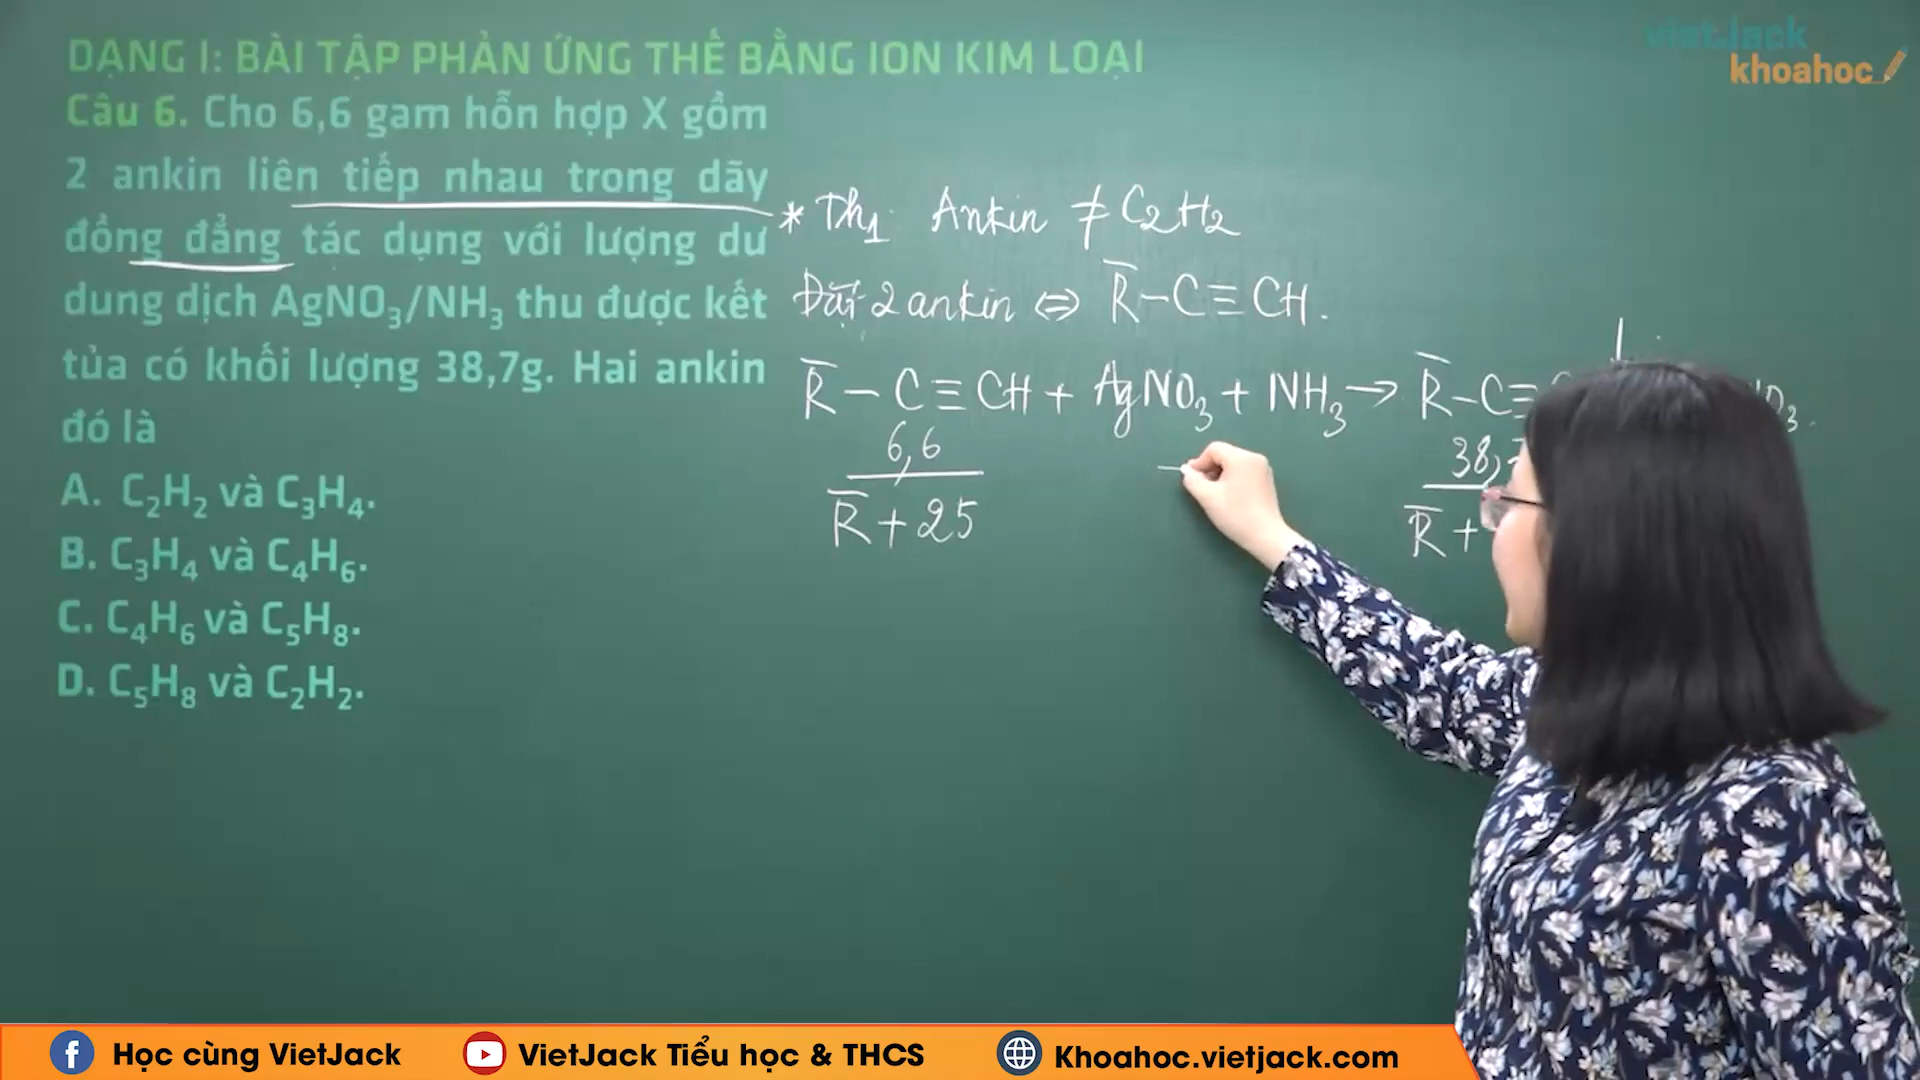 DẠNG I: BÀI TẬP PHẢN ỨNG THẾ BẰNG ION KIM LOẠI
Câu 6. Cho 6,6 gam hỗn hợp X gồm
2 ankin liên tiếp nhau trong dãy
đồng đẳng tác dụng với lượng dư
dung dịch AgNO₃/NH₃ thu được kết
tủa có khối lượng 38,7g. Hai ankin
đó là
A. C₂H₂ và C₃H₄.
B. C₃H₄ và C₄H₆.
C. C₄H₆ và C₅H₈.
D. C₅H₈ và C₂H₂.
* Th₁. Ankin ≠ C₂H₂
Đặt 2 ankin ⇔ R̄–C≡CH.
R̄ – C≡CH + AgNO₃ + NH₃ → R̄–C≡
6,6
R̄ + 25
38,
R̄ +
vietJack
khoahoc
Học cùng VietJack
VietJack Tiểu học & THCS
Khoahoc.vietjack.com